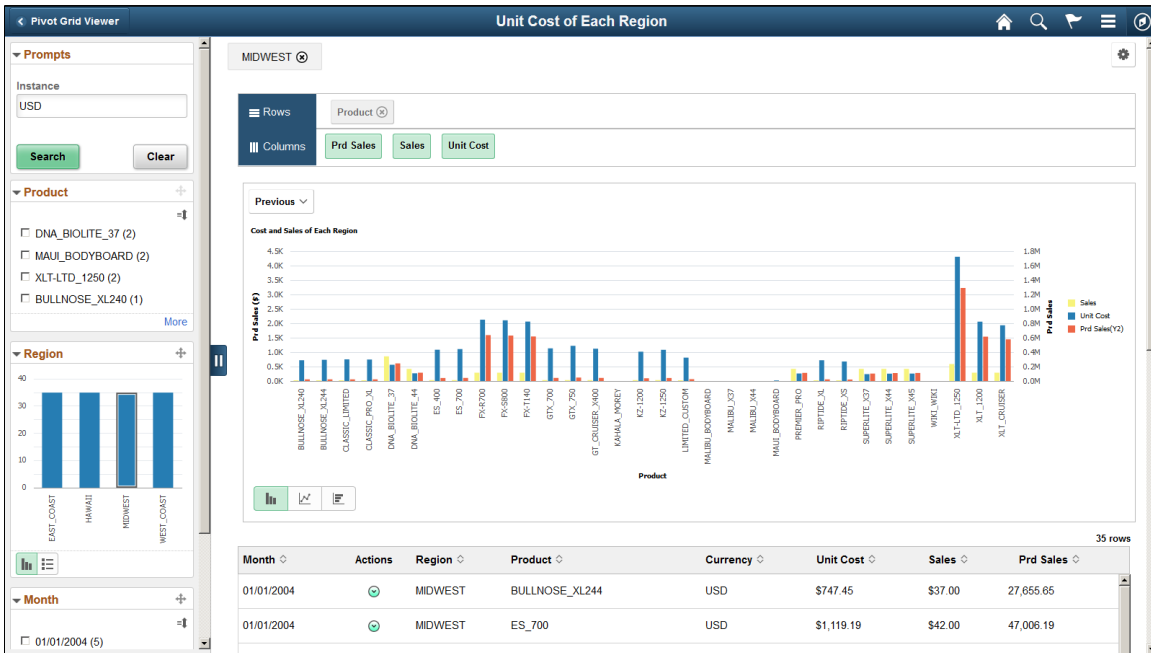 Pivot Grid Viewer
Unit Cost of Each Region
Prompts
Instance
USD
Search
Clear
Product
DNA_BIOLITE_37 (2)
MAUI_BODYBOARD (2)
XLT-LTD_1250 (2)
BULLNOSE_XL240 (1)
More
Region
40
30
20
10
0
EAST_COAST
HAWAII
MIDWEST
WEST_COAST
Month
01/01/2004 (5)
MIDWEST
Rows
Product
Columns
Prd Sales
Sales
Unit Cost
Previous
Cost and Sales of Each Region
Prd Sales ($)
4.5K
4.0K
3.5K
3.0K
2.5K
2.0K
1.5K
1.0K
0.5K
0.0K
1.8M
1.6M
1.4M
1.2M
1.0M
0.8M
0.6M
0.4M
0.2M
0.0M
Prd Sales
Sales
Unit Cost
Prd Sales(Y2)
BULLNOSE_XL240
BULLNOSE_XL244
CLASSIC_LIMITED
CLASSIC_PRO_XL
DNA_BIOLITE_37
DNA_BIOLITE_44
ES_400
ES_700
FX-R700
FX-S800
FX-T140
GTX_700
GTX_750
GT_CRUISER_X400
KAHALA_MOREY
KZ-1200
KZ-1250
LIMITED_CUSTOM
MALIBU_BODYBOARD
MALIBU_X37
MALIBU_X44
MAUI_BODYBOARD
PREMIER_PRO
RIPTIDE_XL
RIPTIDE_XS
SUPERLITE_X37
SUPERLITE_X44
SUPERLITE_X45
WIKI_WIKI
XLT-LTD_1250
XLT_1200
XLT_CRUISER
Product
35 rows
Month Actions Region Product Currency Unit Cost Sales Prd Sales
01/01/2004 MIDWEST BULLNOSE_XL244 USD $747.45 $37.00 27,655.65
01/01/2004 MIDWEST ES_700 USD $1,119.19 $42.00 47,006.19